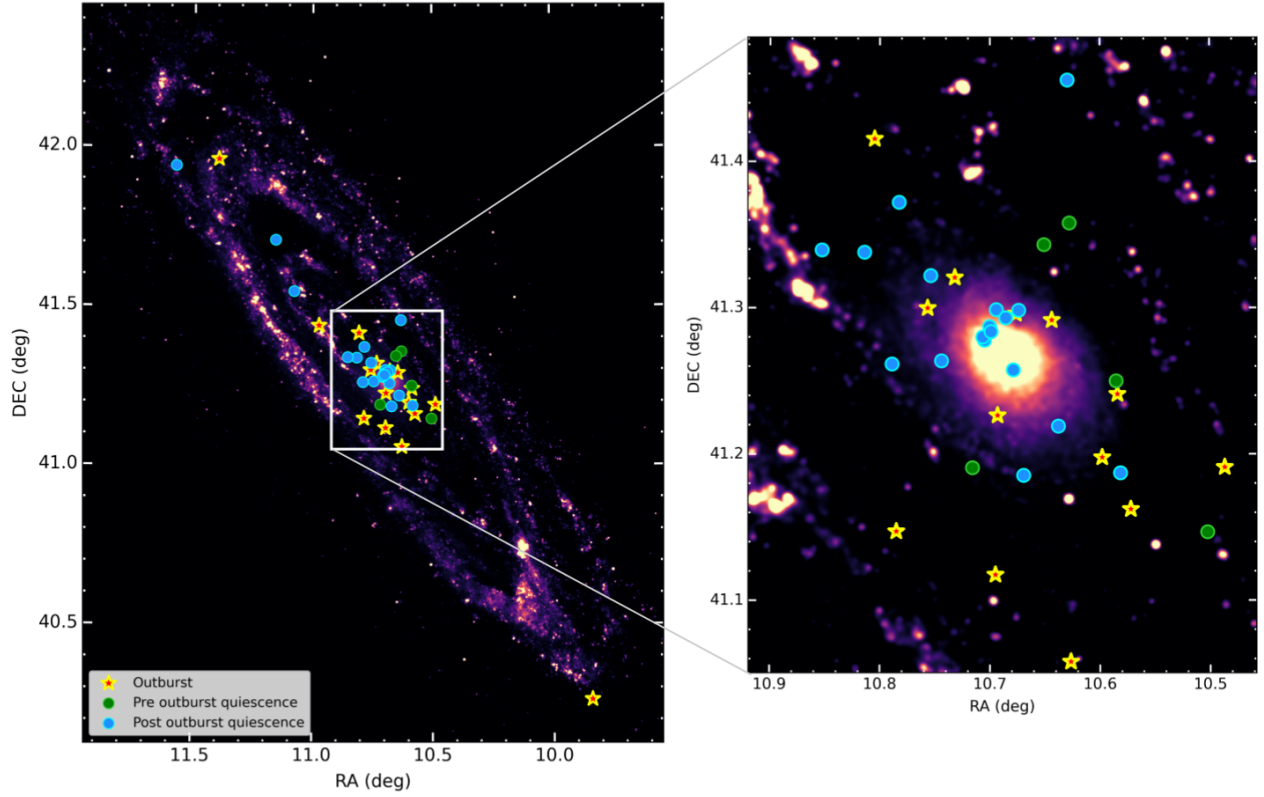 42.0
41.5
41.0
40.5
DEC (deg)
11.5 11.0 10.5 10.0
RA (deg)
Outburst
Pre outburst quiescence
Post outburst quiescence
41.4
41.3
41.2
41.1
DEC (deg)
10.9 10.8 10.7 10.6 10.5
RA (deg)